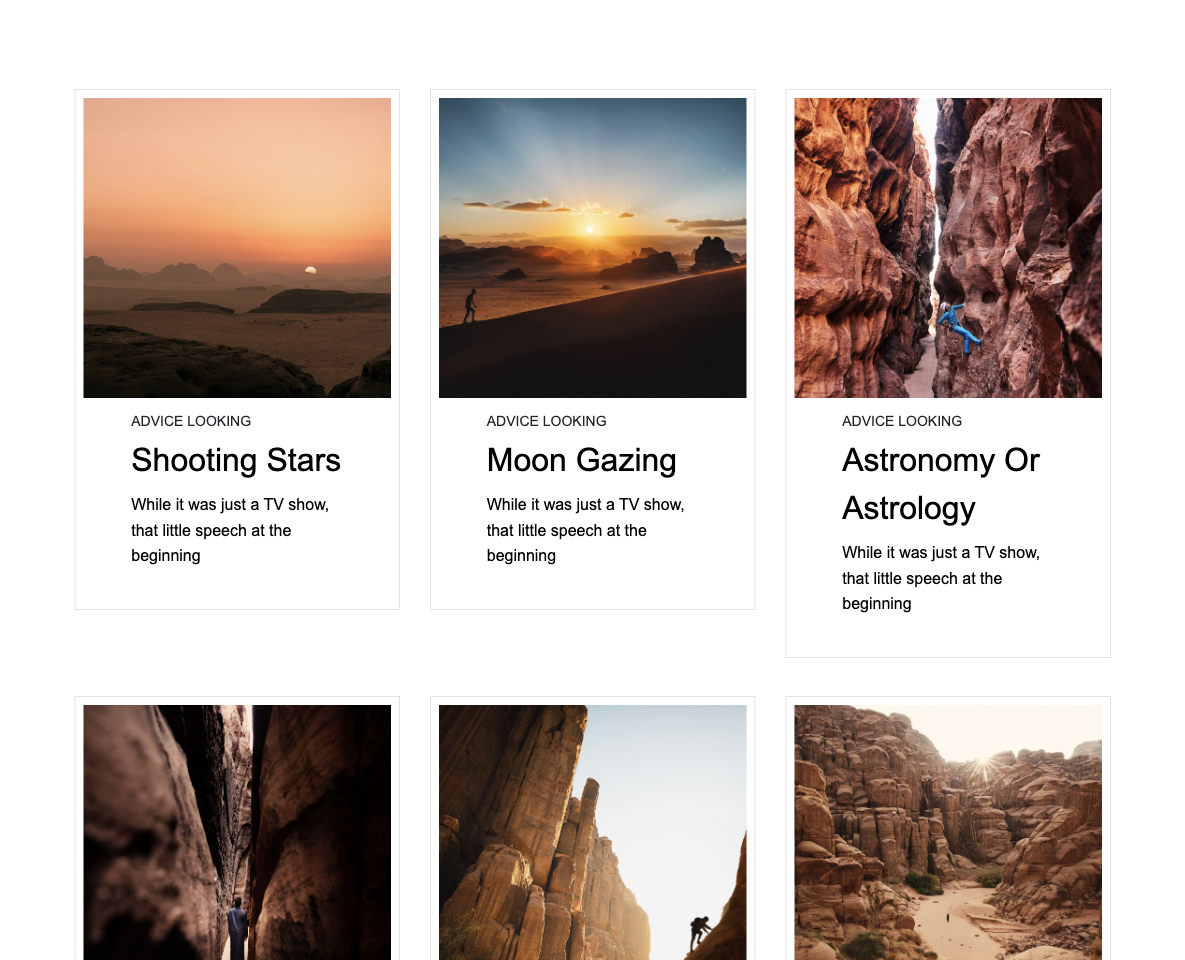 ADVICE LOOKING
Shooting Stars
While it was just a TV show,
that little speech at the
beginning
ADVICE LOOKING
Moon Gazing
While it was just a TV show,
that little speech at the
beginning
ADVICE LOOKING
Astronomy Or
Astrology
While it was just a TV show,
that little speech at the
beginning